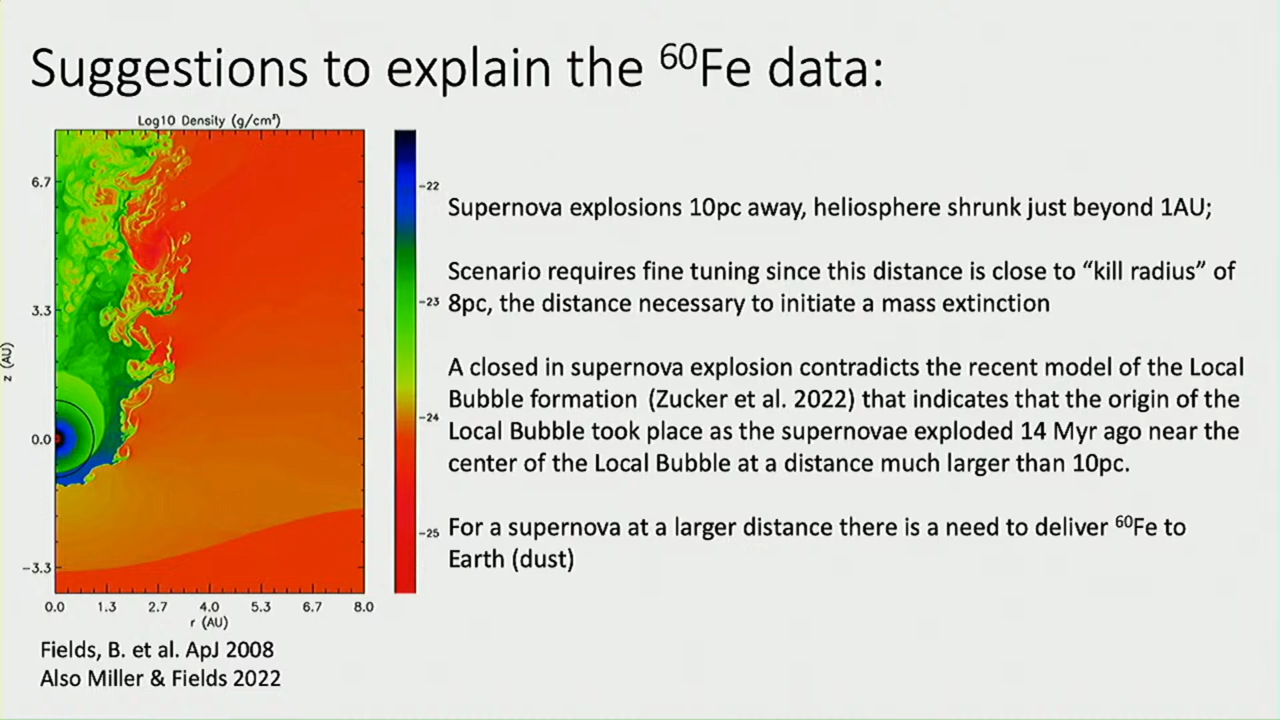 Suggestions to explain the ⁶⁰Fe data:
Log10 Density (g/cm³)
6.7
3.3
0.0
−3.3
z (AU)
0.0 1.3 2.7 4.0 5.3 6.7 8.0
r (AU)
−22
−23
−24
−25
Supernova explosions 10pc away, heliosphere shrunk just beyond 1AU;
Scenario requires fine tuning since this distance is close to “kill radius” of
8pc, the distance necessary to initiate a mass extinction
A closed in supernova explosion contradicts the recent model of the Local
Bubble formation (Zucker et al. 2022) that indicates that the origin of the
Local Bubble took place as the supernovae exploded 14 Myr ago near the
center of the Local Bubble at a distance much larger than 10pc.
For a supernova at a larger distance there is a need to deliver ⁶⁰Fe to
Earth (dust)
Fields, B. et al. ApJ 2008
Also Miller & Fields 2022